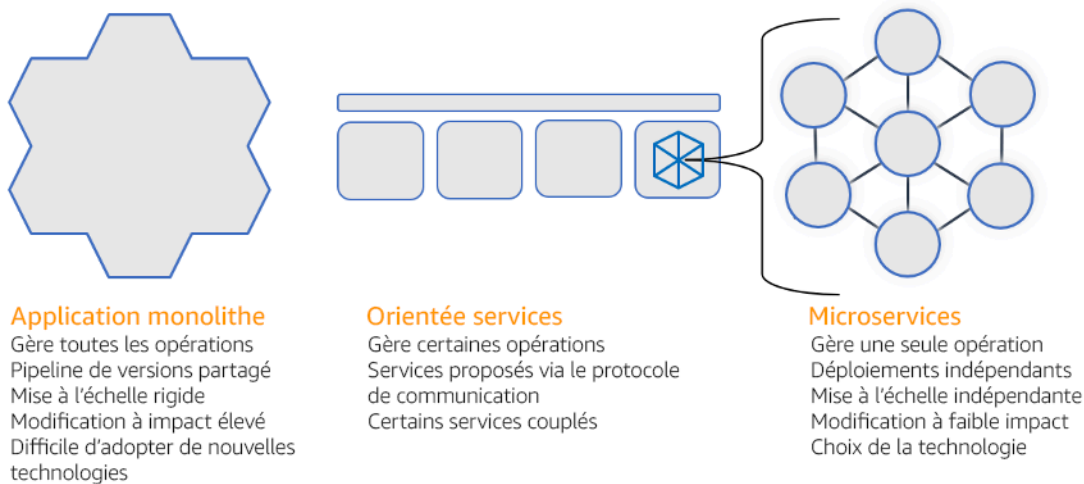 Application monolithe
Gère toutes les opérations
Pipeline de versions partagé
Mise à l’échelle rigide
Modification à impact élevé
Difficile d’adopter de nouvelles
technologies
Orientée services
Gère certaines opérations
Services proposés via le protocole
de communication
Certains services couplés
Microservices
Gère une seule opération
Déploiements indépendants
Mise à l’échelle indépendante
Modification à faible impact
Choix de la technologie